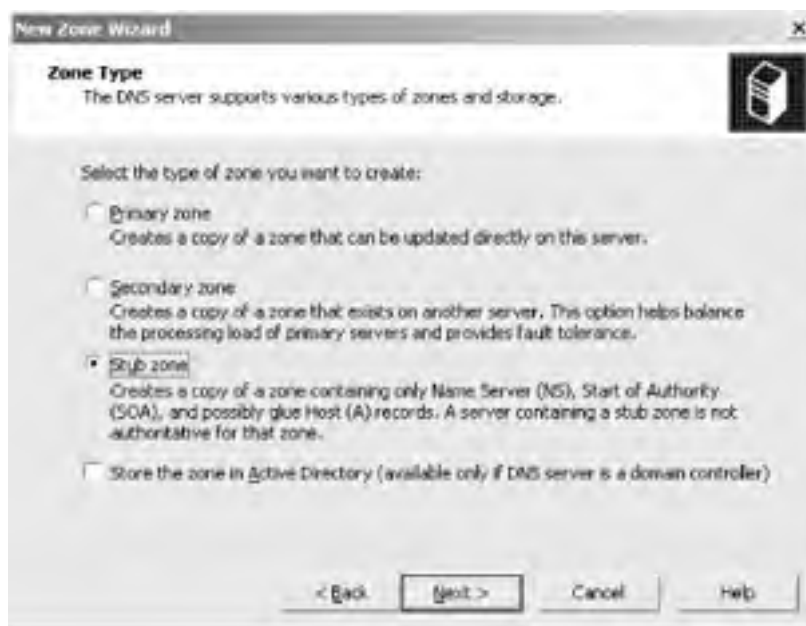 New Zone Wizard
Zone Type
The DNS server supports various types of zones and storage.
Select the type of zone you want to create:
Primary zone
Creates a copy of a zone that can be updated directly on this server.
Secondary zone
Creates a copy of a zone that exists on another server. This option helps balance
the processing load of primary servers and provides fault tolerance.
Stub zone
Creates a copy of a zone containing only Name Server (NS), Start of Authority
(SOA), and possibly glue Host (A) records. A server containing a stub zone is not
authoritative for that zone.
Store the zone in Active Directory (available only if DNS server is a domain controller)
< Back
Next >
Cancel
Help